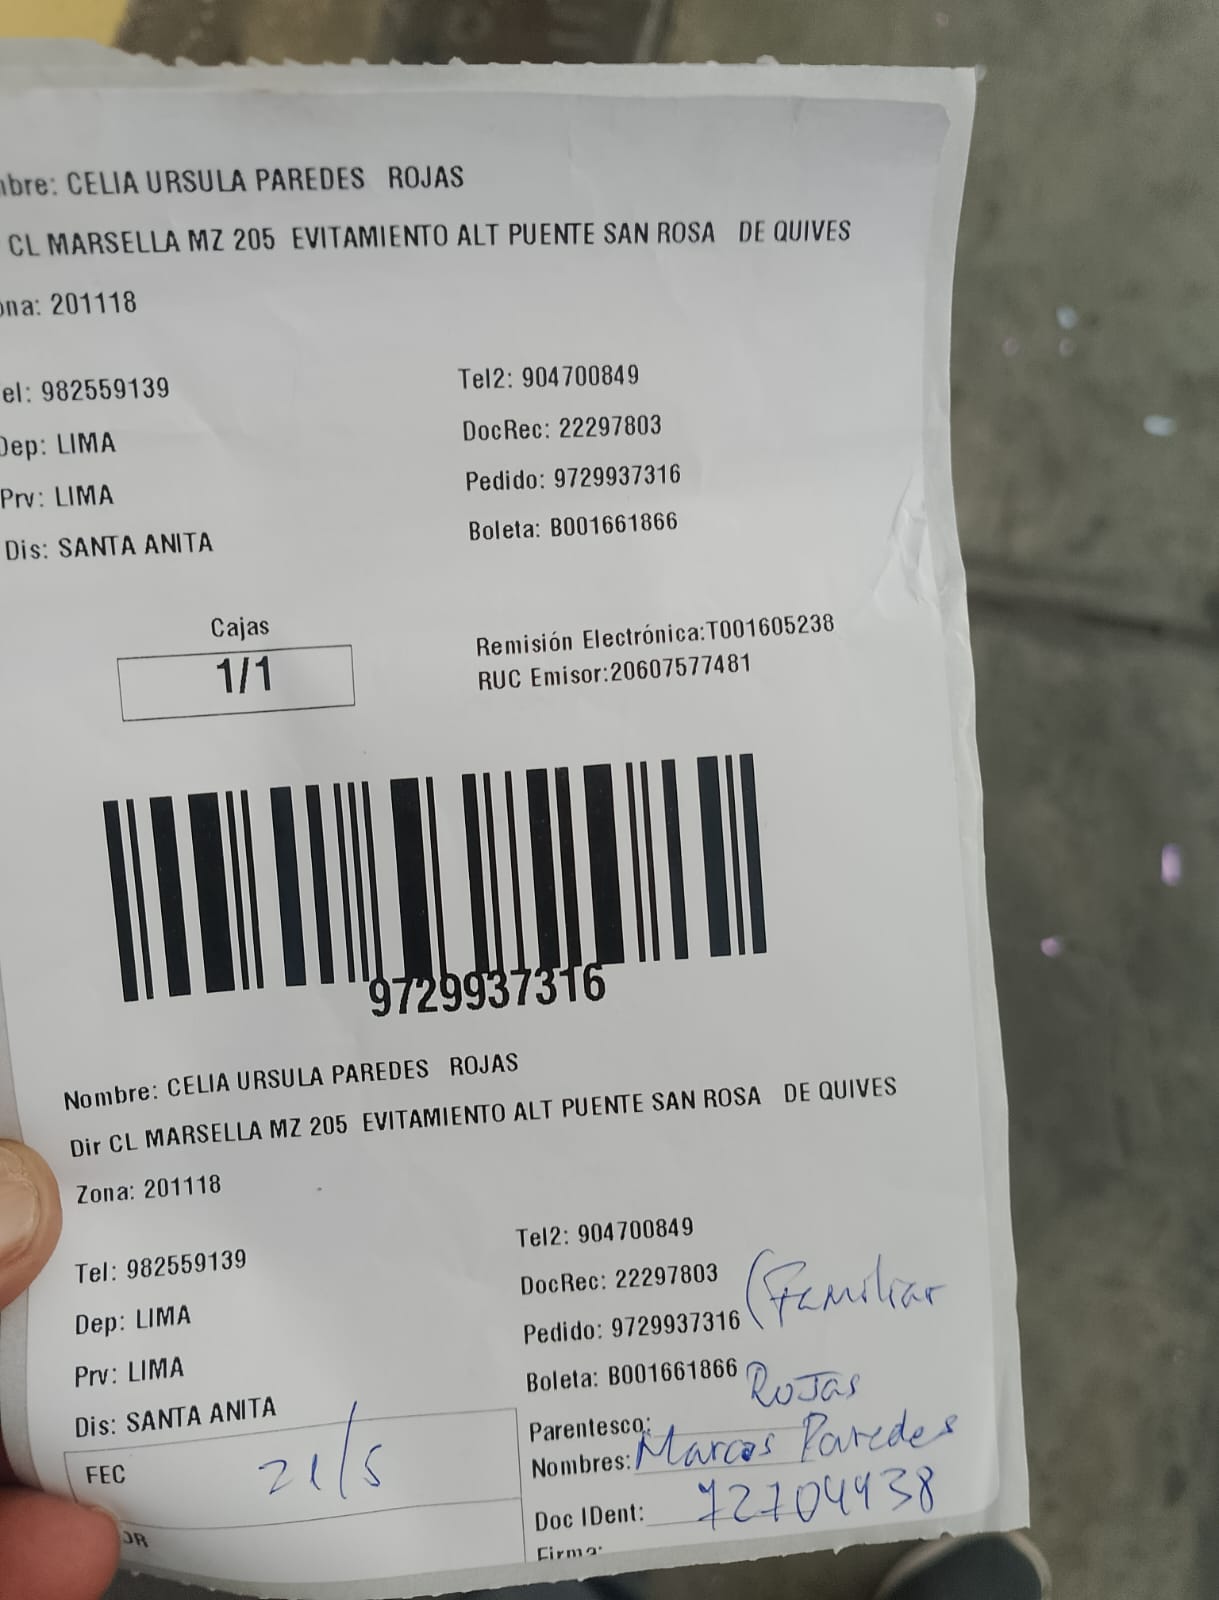 nbre: CELIA URSULA PAREDES ROJAS
CL MARSELLA MZ 205 EVITAMIENTO ALT PUENTE SAN ROSA DE QUIVES
ona: 201118
el: 982559139 Tel2: 904700849
Dep: LIMA DocRec: 22297803
Prv: LIMA Pedido: 9729937316
Dis: SANTA ANITA Boleta: B001661866
Cajas
1/1
Remisión Electrónica:T001605238
RUC Emisor:20607577481
9729937316
Nombre: CELIA URSULA PAREDES ROJAS
Dir CL MARSELLA MZ 205 EVITAMIENTO ALT PUENTE SAN ROSA DE QUIVES
Zona: 201118
Tel: 982559139 Tel2: 904700849
Dep: LIMA DocRec: 22297803 (Familiar
Prv: LIMA Pedido: 9729937316
Dis: SANTA ANITA Boleta: B001661866 Rojas
Parentesco:
FEC 21/5 Nombres: Marcos Paredes
Doc IDent: 72704438
OR Firma: